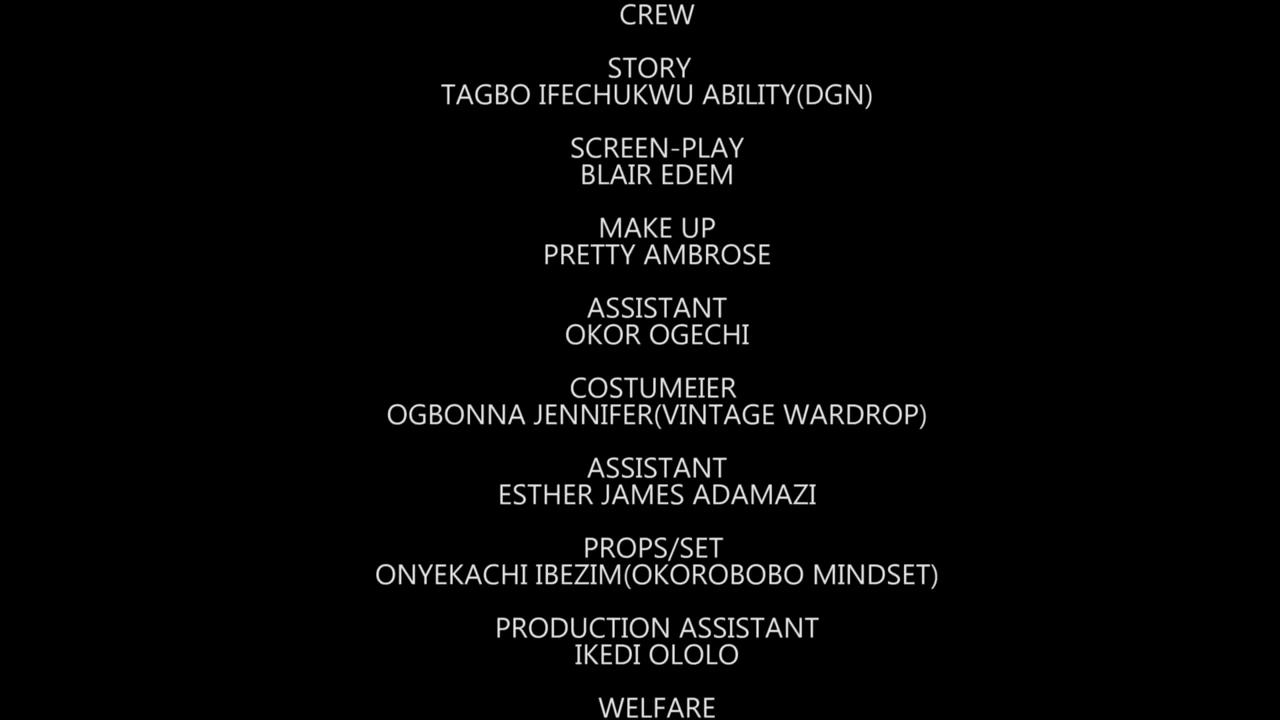 CREW
STORY
TAGBO IFECHUKWU ABILITY(DGN)
SCREEN-PLAY
BLAIR EDEM
MAKE UP
PRETTY AMBROSE
ASSISTANT
OKOR OGECHI
COSTUMEIER
OGBONNA JENNIFER(VINTAGE WARDROP)
ASSISTANT
ESTHER JAMES ADAMAZI
PROPS/SET
ONYEKACHI IBEZIM(OKOROBOBO MINDSET)
PRODUCTION ASSISTANT
IKEDI OLOLO
WELFARE